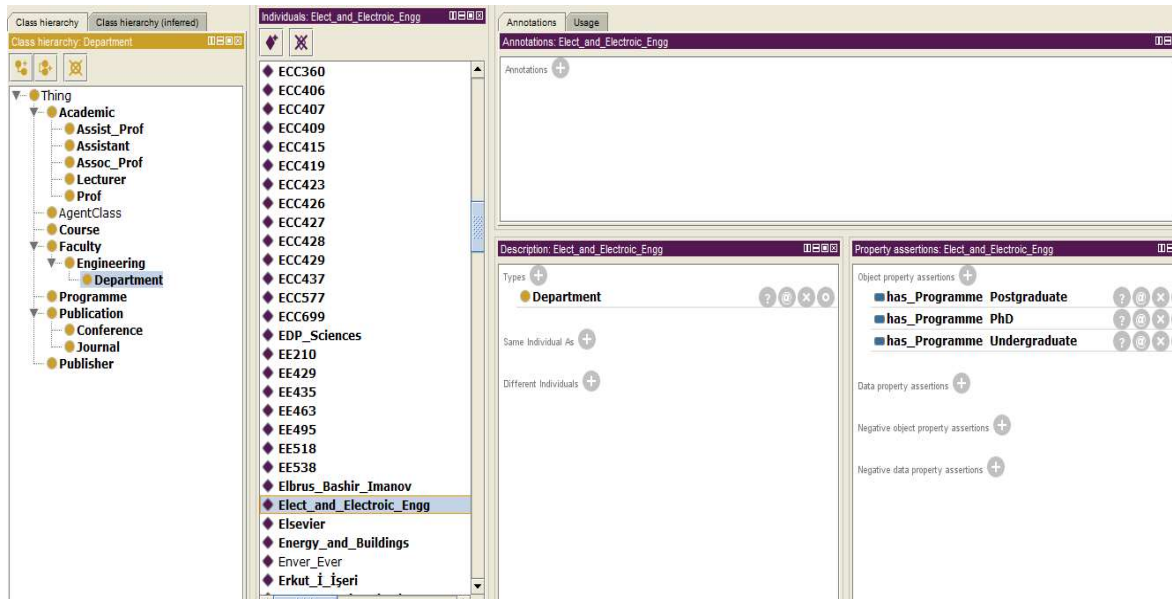 Class hierarchy
Class hierarchy (inferred)
Class hierarchy: Department
Thing
Academic
Assist_Prof
Assistant
Assoc_Prof
Lecturer
Prof
AgentClass
Course
Faculty
Engineering
Department
Programme
Publication
Conference
Journal
Publisher
Individuals: Elect_and_Electroic_Engg
ECC360
ECC406
ECC407
ECC409
ECC415
ECC419
ECC423
ECC426
ECC427
ECC428
ECC429
ECC437
ECC577
ECC699
EDP_Sciences
EE210
EE429
EE435
EE463
EE495
EE518
EE538
Elbrus_Bashir_Imanov
Elect_and_Electroic_Engg
Elsevier
Energy_and_Buildings
Enver_Ever
Erkut_İ_İşeri
Annotations
Usage
Annotations: Elect_and_Electroic_Engg
Annotations
Description: Elect_and_Electroic_Engg
Types
Department
Same Individual As
Different Individuals
Property assertions: Elect_and_Electroic_Engg
Object property assertions
has_Programme Postgraduate
has_Programme PhD
has_Programme Undergraduate
Data property assertions
Negative object property assertions
Negative data property assertions